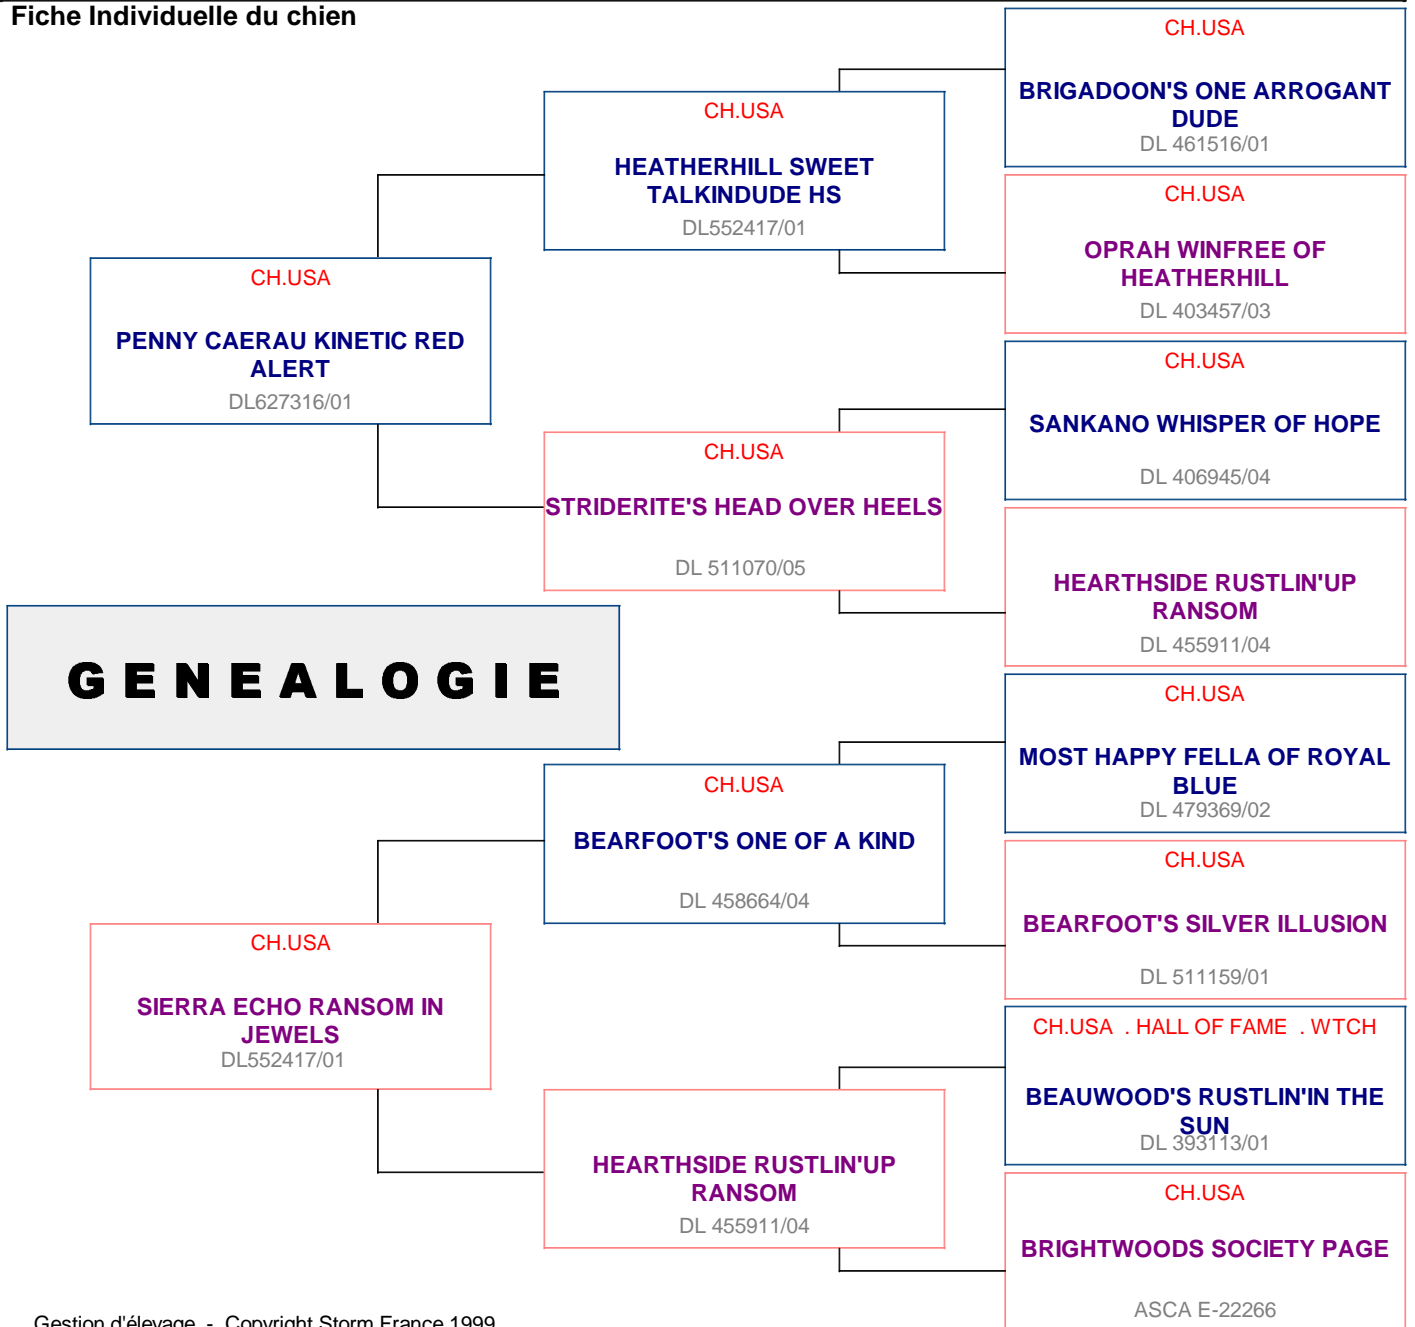 Fiche Individuelle du chien
CH.USA
BRIGADOON'S ONE ARROGANT
DUDE
DL 461516/01
CH.USA
HEATHERHILL SWEET
TALKINDUDE HS
DL552417/01
CH.USA
OPRAH WINFREE OF
HEATHERHILL
DL 403457/03
CH.USA
PENNY CAERAU KINETIC RED
ALERT
DL627316/01
CH.USA
SANKANO WHISPER OF HOPE
DL 406945/04
CH.USA
STRIDERITE'S HEAD OVER HEELS
DL 511070/05
HEARTHSIDE RUSTLIN'UP
RANSOM
DL 455911/04
GENEALOGIE
CH.USA
MOST HAPPY FELLA OF ROYAL
BLUE
DL 479369/02
CH.USA
BEARFOOT'S ONE OF A KIND
DL 458664/04
CH.USA
BEARFOOT'S SILVER ILLUSION
DL 511159/01
CH.USA
SIERRA ECHO RANSOM IN
JEWELS
DL552417/01
CH.USA . HALL OF FAME . WTCH
BEAUWOOD'S RUSTLIN'IN THE
SUN
DL 393113/01
HEARTHSIDE RUSTLIN'UP
RANSOM
DL 455911/04
CH.USA
BRIGHTWOODS SOCIETY PAGE
ASCA E-22266
Gestion d'élevage - Copyright Storm France 1999